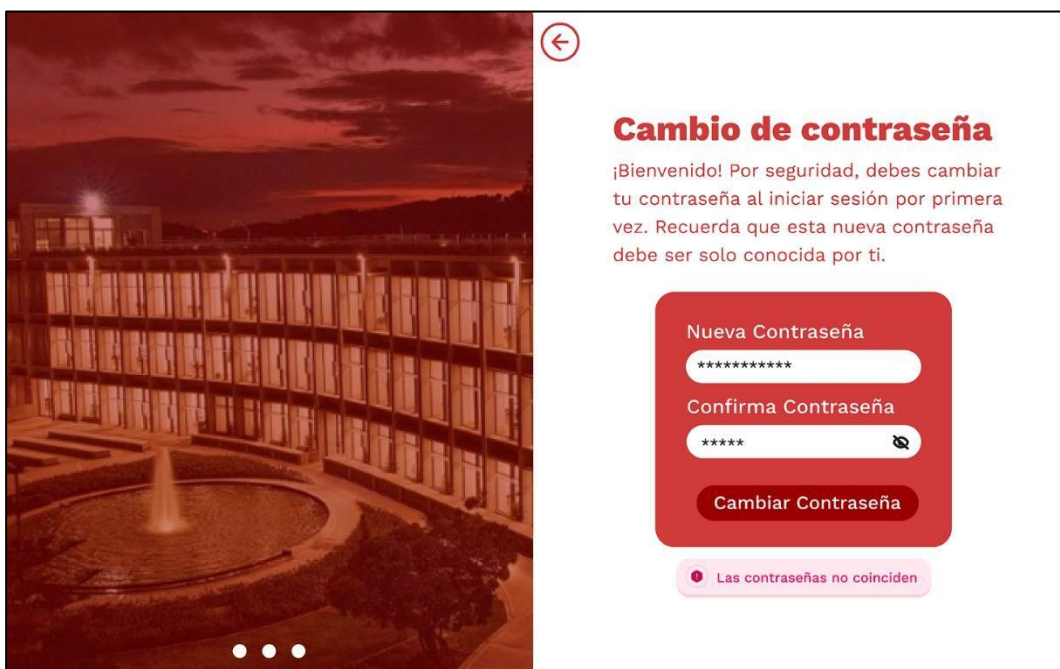 Cambio de contraseña
¡Bienvenido! Por seguridad, debes cambiar
tu contraseña al iniciar sesión por primera
vez. Recuerda que esta nueva contraseña
debe ser solo conocida por ti.
Nueva Contraseña
***********
Confirma Contraseña
*****
Cambiar Contraseña
Las contraseñas no coinciden